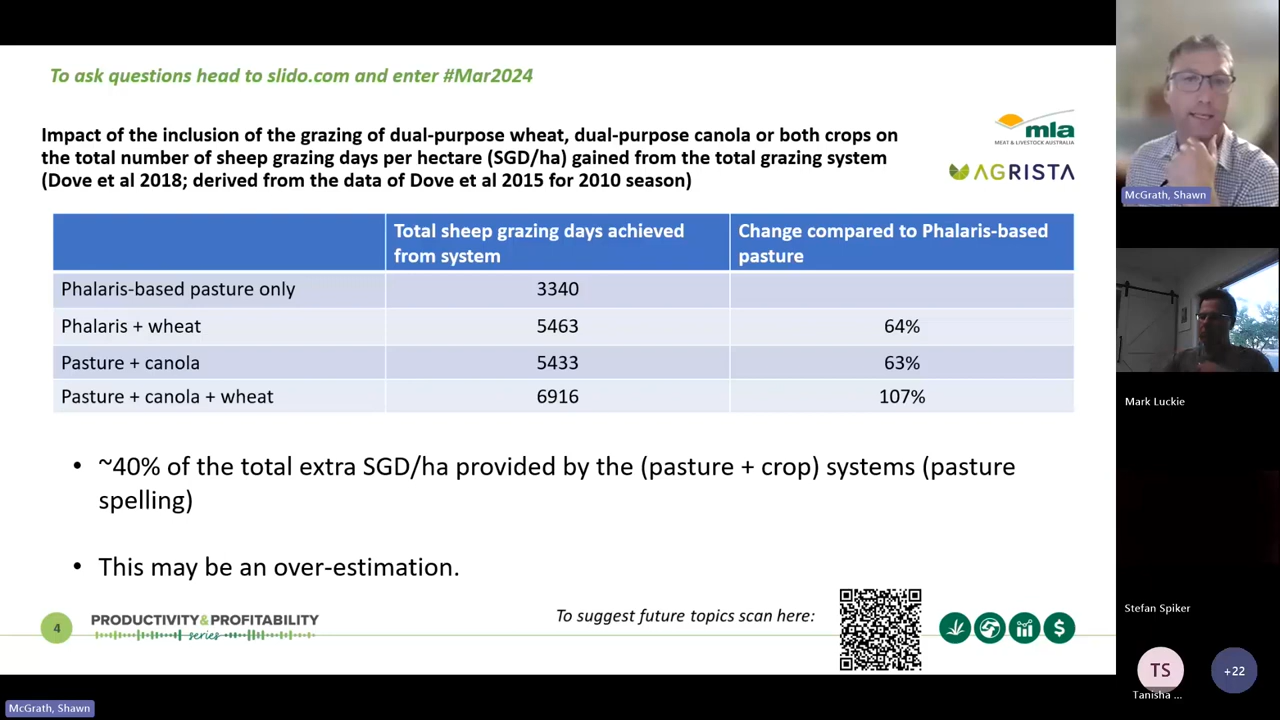 To ask questions head to slido.com and enter #Mar2024
Impact of the inclusion of the grazing of dual-purpose wheat, dual-purpose canola or both crops on
the total number of sheep grazing days per hectare (SGD/ha) gained from the total grazing system
(Dove et al 2018; derived from the data of Dove et al 2015 for 2010 season)
mla
MEAT & LIVESTOCK AUSTRALIA
AGRISTA
Total sheep grazing days achieved
from system
Change compared to Phalaris-based
pasture
Phalaris-based pasture only 3340
Phalaris + wheat 5463 64%
Pasture + canola 5433 63%
Pasture + canola + wheat 6916 107%
• ~40% of the total extra SGD/ha provided by the (pasture + crop) systems (pasture
spelling)
• This may be an over-estimation.
4
PRODUCTIVITY&PROFITABILITY
series
To suggest future topics scan here:
$
McGrath, Shawn
Mark Luckie
Stefan Spiker
TS
Tanisha ...
+22
McGrath, Shawn